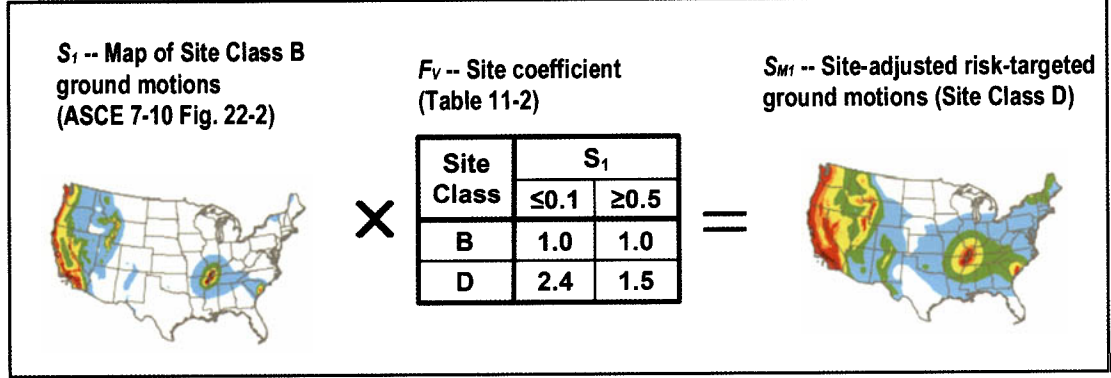 S1 -- Map of Site Class B
ground motions
(ASCE 7-10 Fig. 22-2)
FV -- Site coefficient
(Table 11-2)
Site
Class
S1
≤0.1 ≥0.5
B 1.0 1.0
D 2.4 1.5
×
=
SM1 -- Site-adjusted risk-targeted
ground motions (Site Class D)